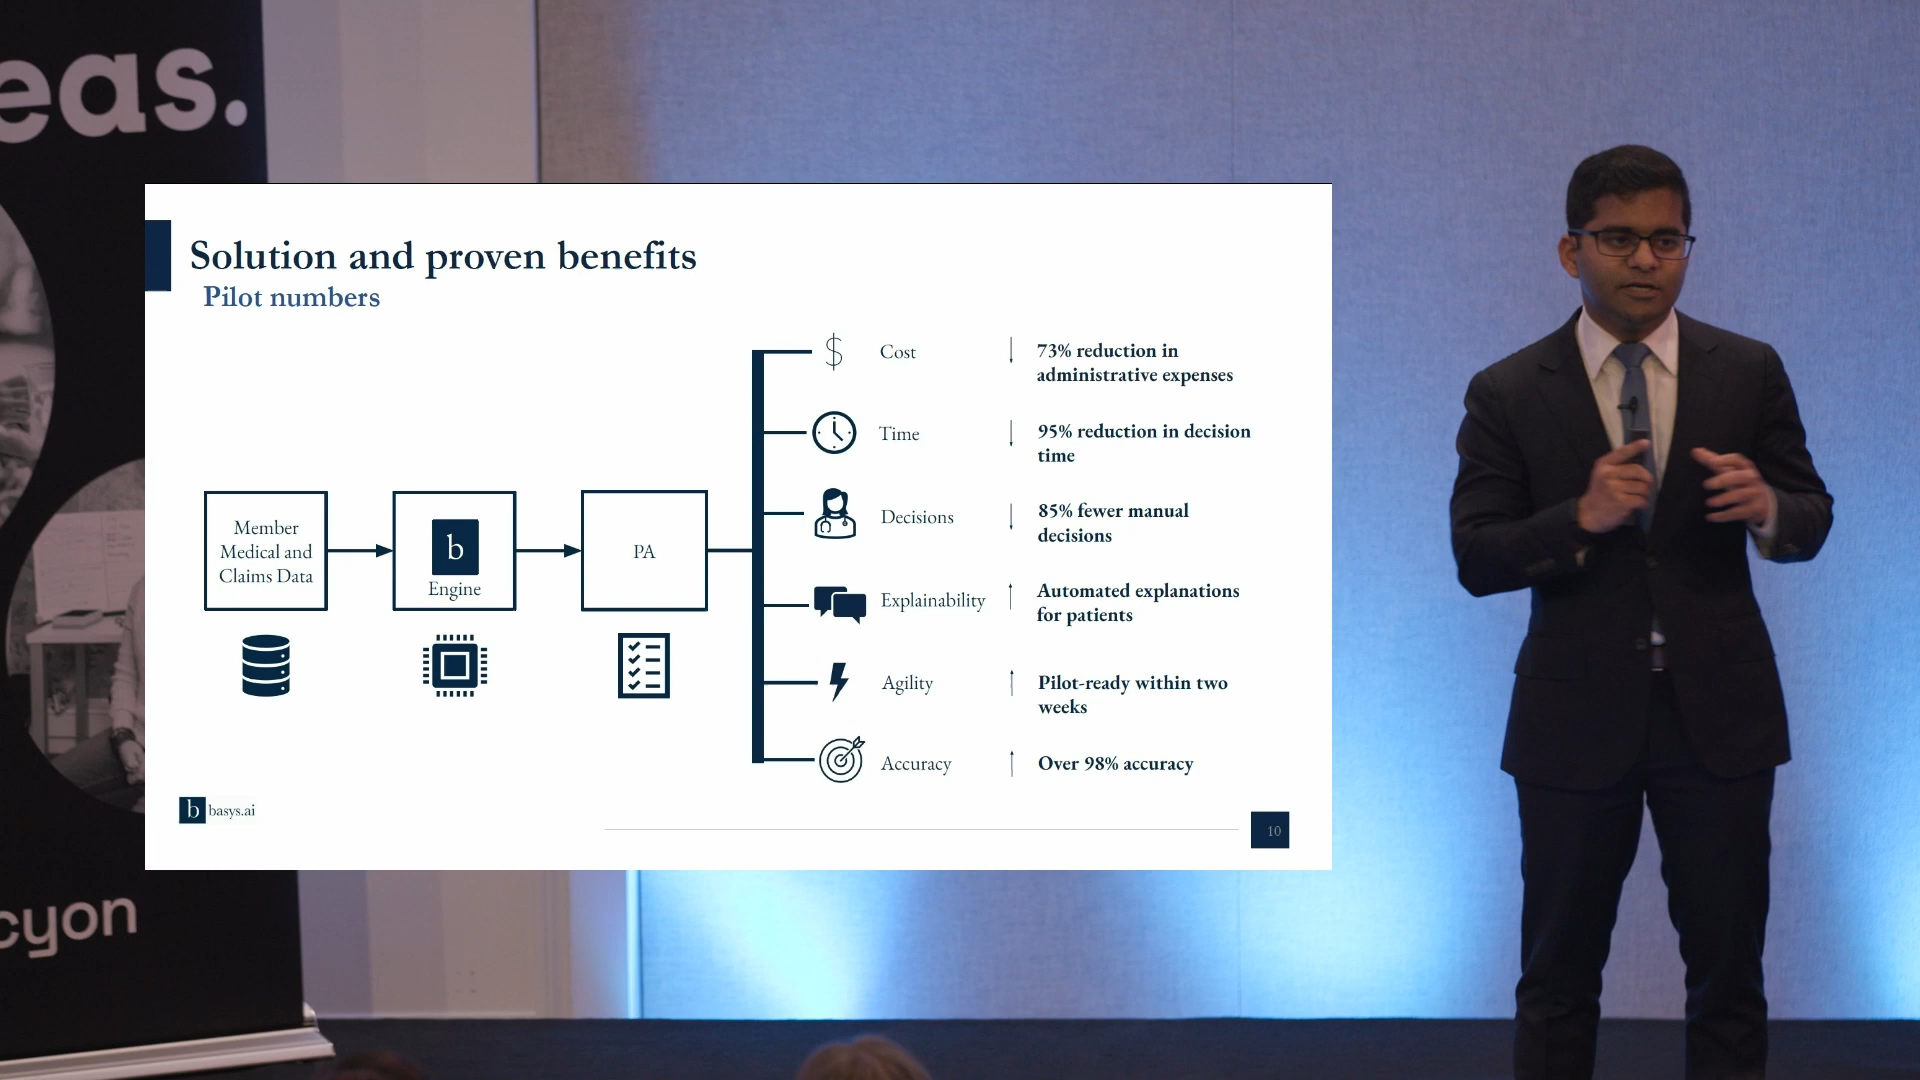 eas.
Solution and proven benefits
Pilot numbers
Member
Medical and
Claims Data
b
Engine
PA
$
Cost
73% reduction in
administrative expenses
Time
95% reduction in decision
time
Decisions
85% fewer manual
decisions
Explainability
Automated explanations
for patients
Agility
Pilot-ready within two
weeks
Accuracy
Over 98% accuracy
b basys.ai
10
cyon